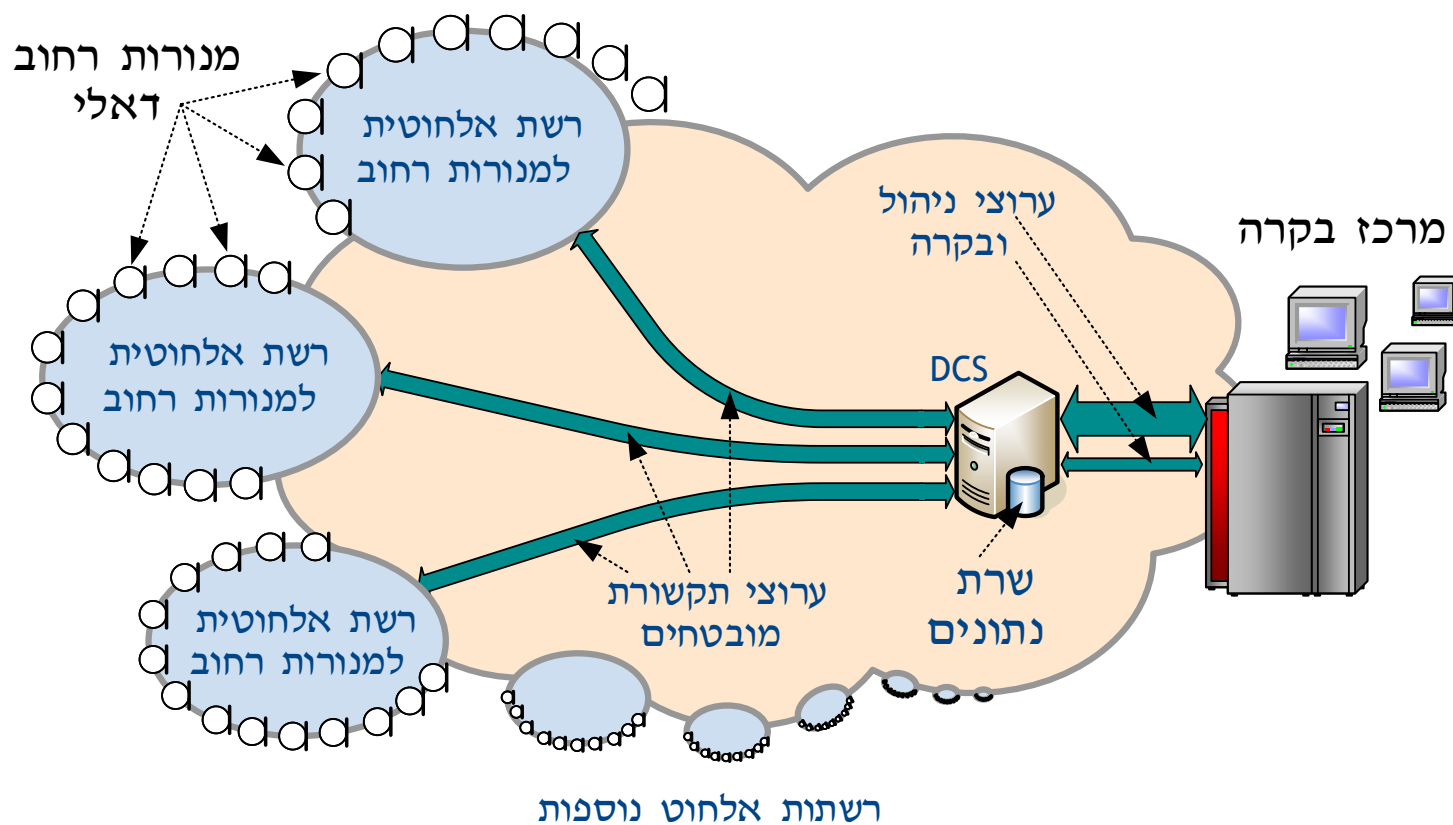 מנורות רחוב
דאלי
רשת אלחוטית
למנורות רחוב
ערוצי ניהול
ובקרה
מרכז בקרה
רשת אלחוטית
למנורות רחוב
DCS
רשת אלחוטית
למנורות רחוב
ערוצי תקשורת
מובטחים
שרת
נתונים
רשתות אלחוט נוספות